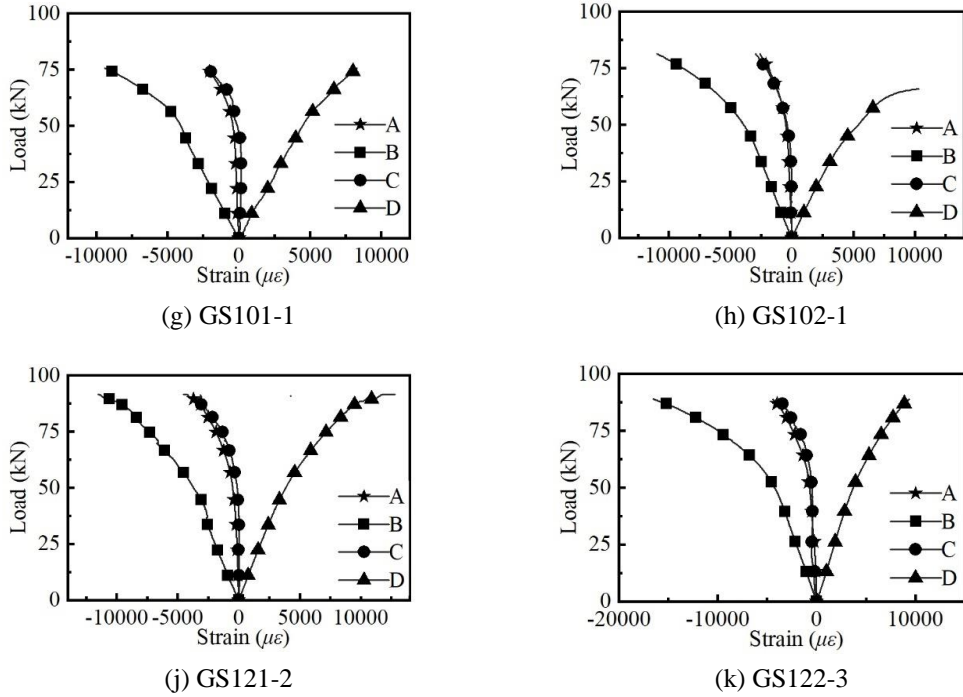 100
75
50
25
0
Load (kN)
A
B
C
D
-10000 -5000 0 5000 10000
Strain (με)
(g) GS101-1
100
75
50
25
0
Load (kN)
A
B
C
D
-10000 -5000 0 5000 10000
Strain (με)
(h) GS102-1
100
75
50
25
0
Load (kN)
A
B
C
D
-10000 -5000 0 5000 10000
Strain (με)
(j) GS121-2
100
75
50
25
0
Load (kN)
A
B
C
D
-20000 -10000 0 10000
Strain (με)
(k) GS122-3